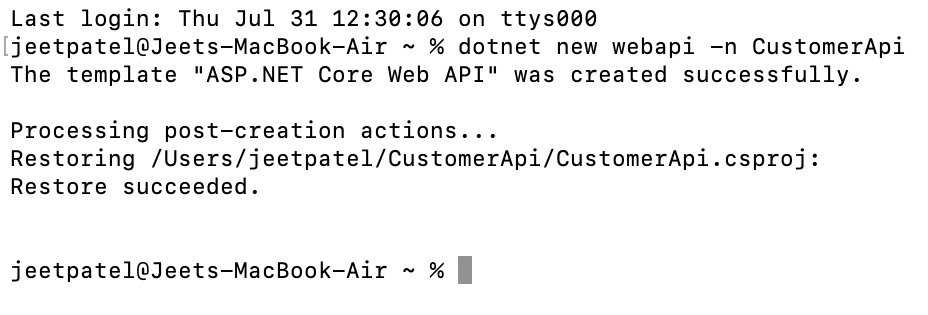 Last login: Thu Jul 31 12:30:06 on ttys000
[jeetpatel@Jeets-MacBook-Air ~ % dotnet new webapi -n CustomerApi
The template "ASP.NET Core Web API" was created successfully.
Processing post-creation actions...
Restoring /Users/jeetpatel/CustomerApi/CustomerApi.csproj:
Restore succeeded.
jeetpatel@Jeets-MacBook-Air ~ %